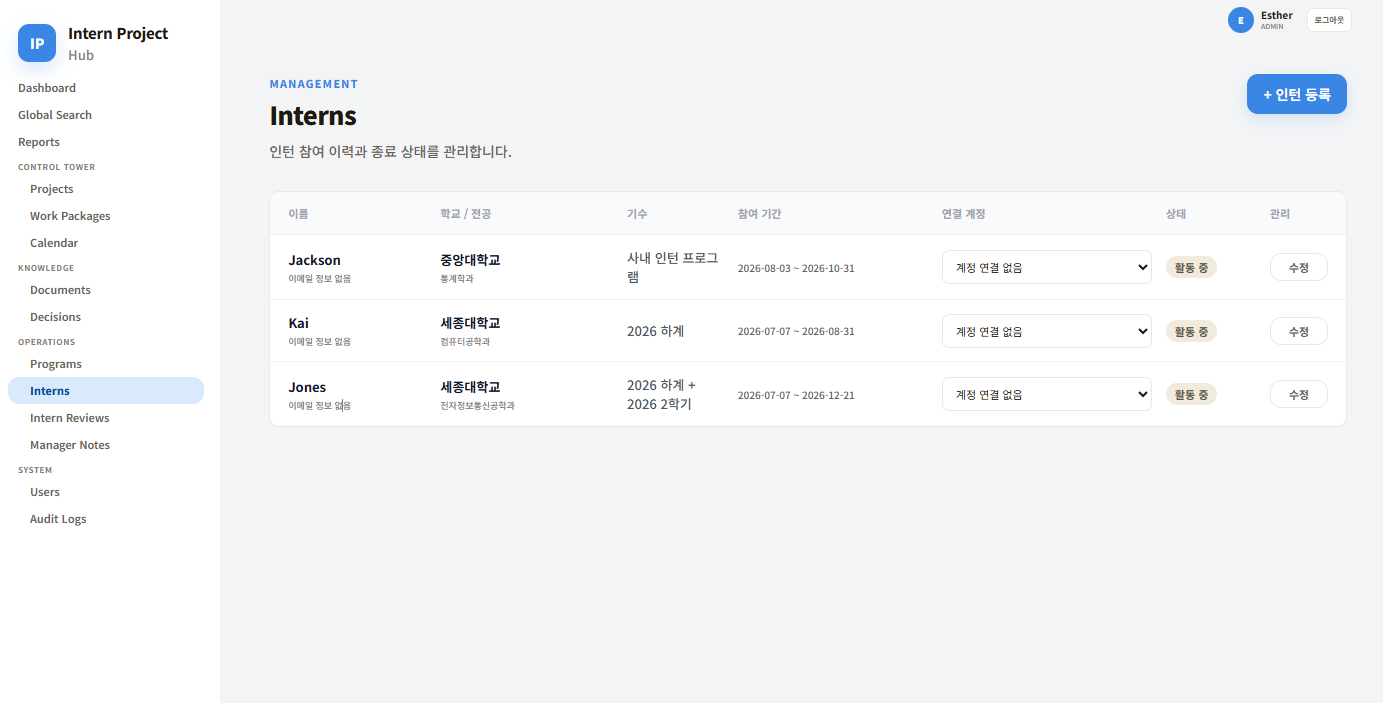 IP
Intern Project
Hub
Dashboard
Global Search
Reports
CONTROL TOWER
Projects
Work Packages
Calendar
KNOWLEDGE
Documents
Decisions
OPERATIONS
Programs
Interns
Intern Reviews
Manager Notes
SYSTEM
Users
Audit Logs
E
Esther
ADMIN
로그아웃
MANAGEMENT
Interns
인턴 참여 이력과 종료 상태를 관리합니다.
+ 인턴 등록
이름 학교 / 전공 기수 참여 기간 연결 계정 상태 관리
Jackson
이메일 정보 없음
중앙대학교
통계학과
사내 인턴 프로그
램
2026-08-03 ~ 2026-10-31
계정 연결 없음
활동 중
수정
Kai
이메일 정보 없음
세종대학교
컴퓨터공학과
2026 하계
2026-07-07 ~ 2026-08-31
계정 연결 없음
활동 중
수정
Jones
이메일 정보 없음
세종대학교
전자정보통신공학과
2026 하계 +
2026 2학기
2026-07-07 ~ 2026-12-21
계정 연결 없음
활동 중
수정